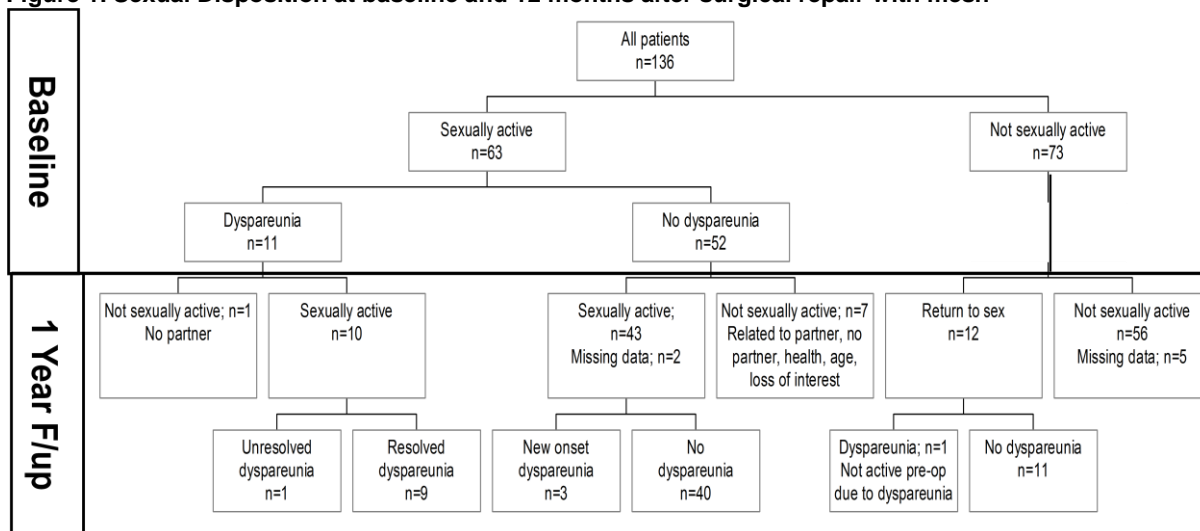 Figure 1: Sexual Disposition at baseline and 12 months after surgical repair with mesh
Baseline
All patients
n=136
Sexually active
n=63
Not sexually active
n=73
Dyspareunia
n=11
No dyspareunia
n=52
1 Year F/up
Not sexually active; n=1
No partner
Sexually active
n=10
Sexually active;
n=43
Missing data; n=2
Not sexually active; n=7
Related to partner, no
partner, health, age,
loss of interest
Return to sex
n=12
Not sexually active
n=56
Missing data; n=5
Unresolved
dyspareunia
n=1
Resolved
dyspareunia
n=9
New onset
dyspareunia
n=3
No
dyspareunia
n=40
Dyspareunia; n=1
Not active pre-op
due to dyspareunia
No dyspareunia
n=11